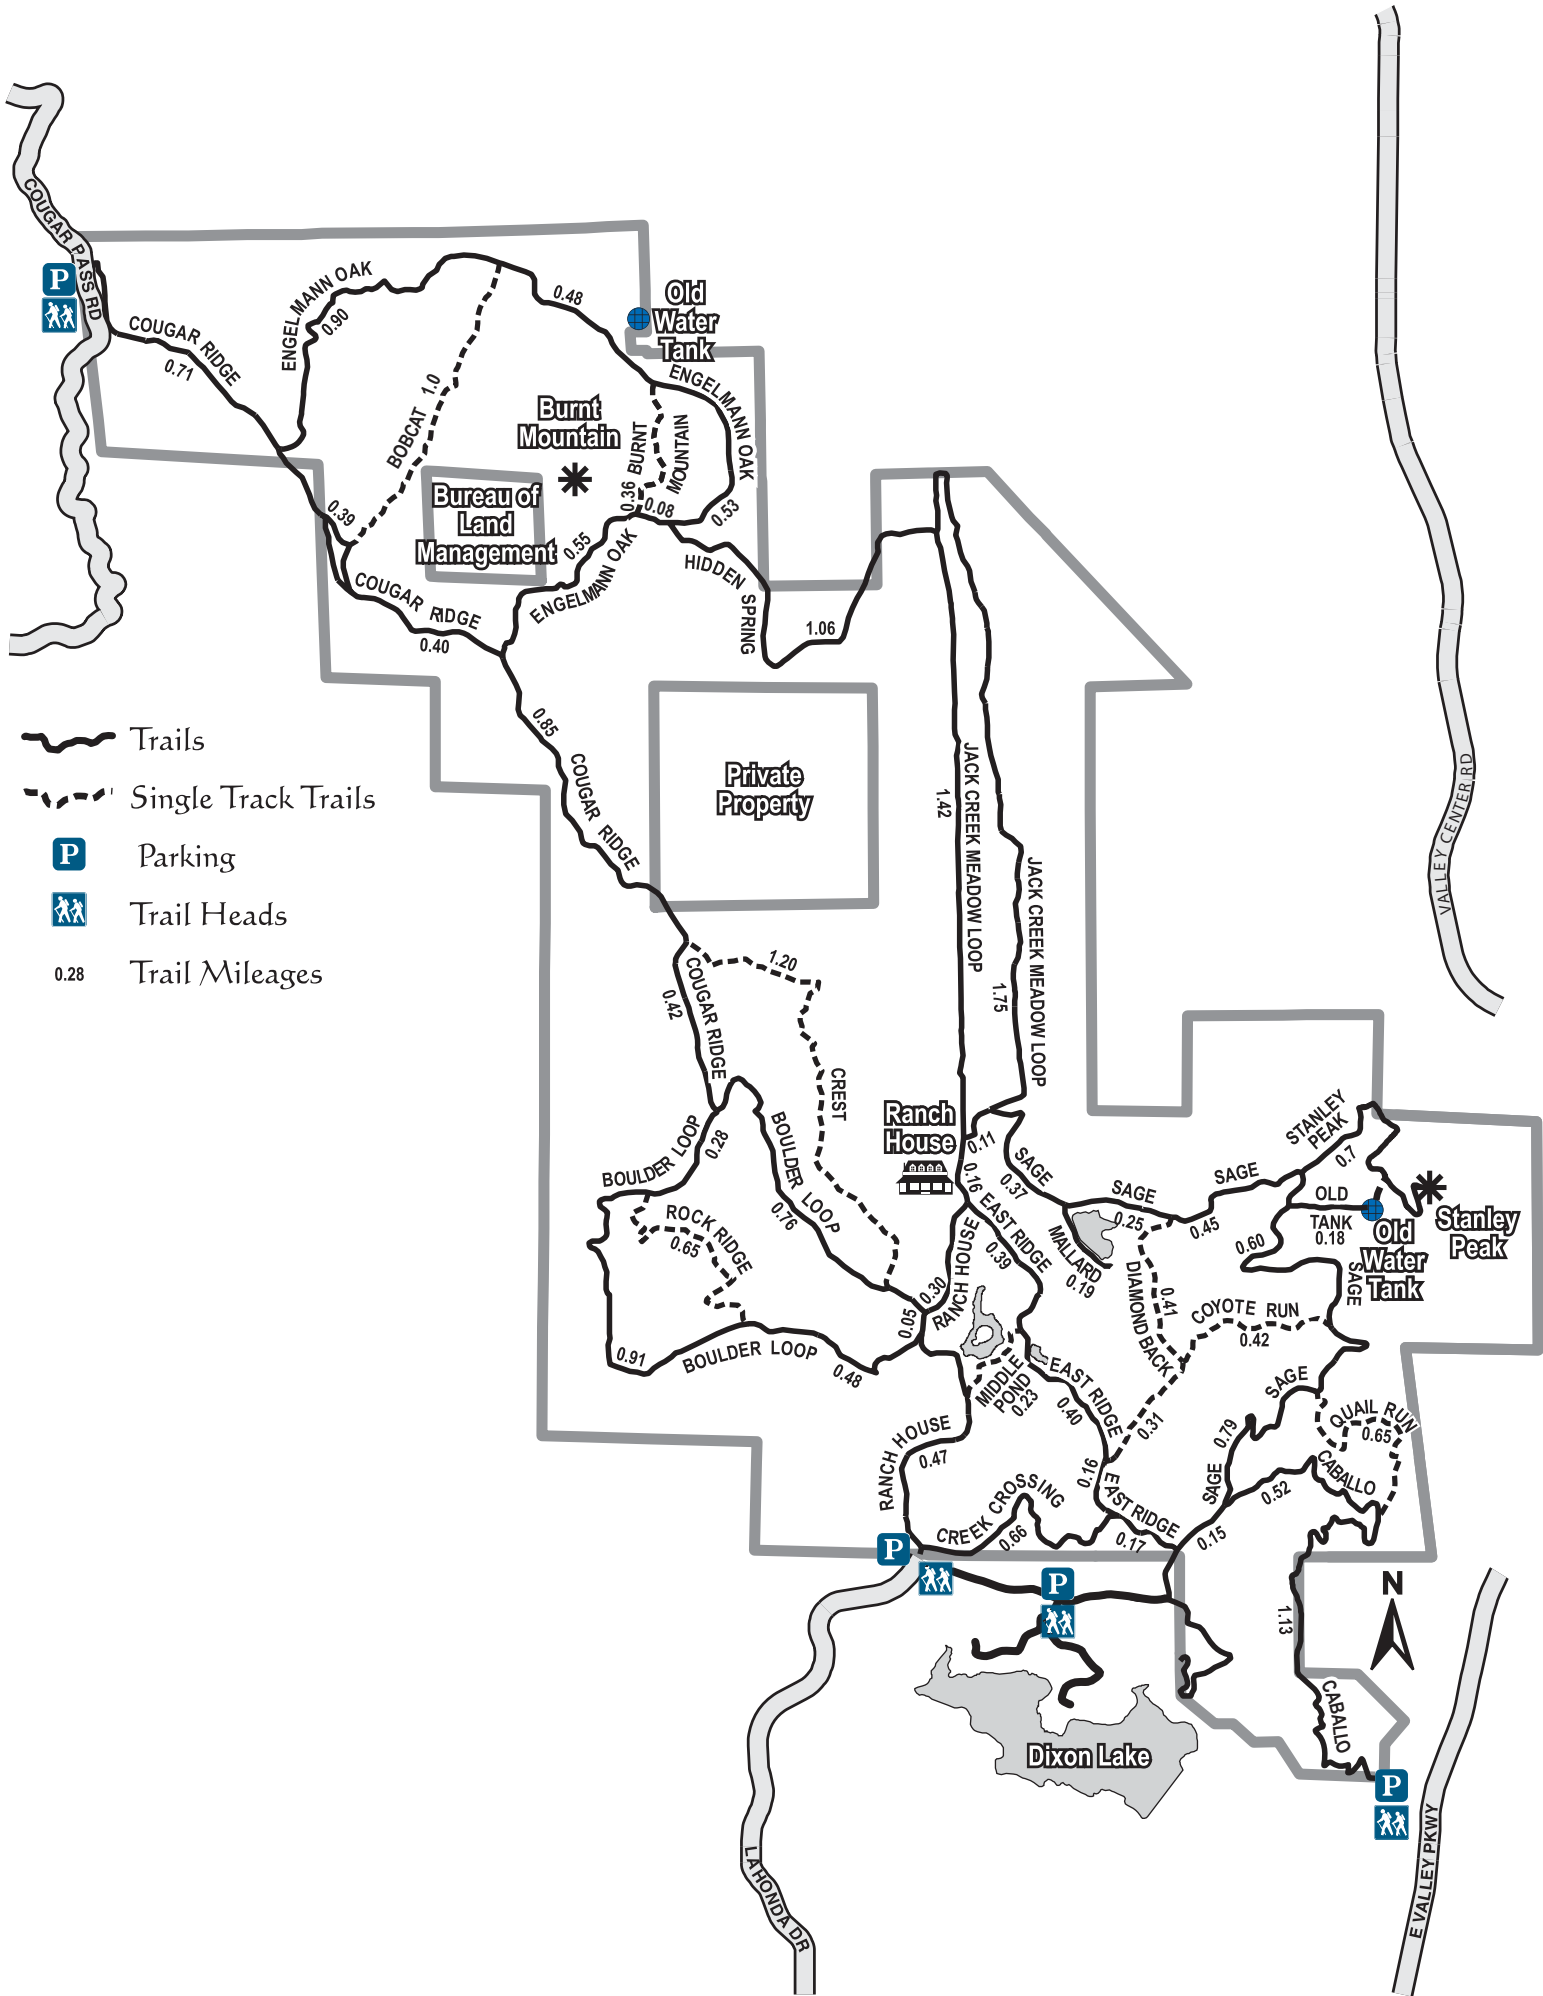 COUGAR PASS RD
P
COUGAR RIDGE
0.71
ENGELMANN OAK
0.90
0.48
Old
Water
Tank
ENGELMANN OAK
BOBCAT 1.0
Burnt
Mountain
0.36 BURNT
MOUNTAIN
0.08
0.53
0.39
Bureau of
Land
Management
0.55
ENGELMANN OAK
HIDDEN SPRING
1.06
COUGAR RIDGE
0.40
0.85
COUGAR RIDGE
Private
Property
Trails
Single Track Trails
P
Parking
Trail Heads
0.28
Trail Mileages
1.42
JACK CREEK MEADOW LOOP
1.75
JACK CREEK MEADOW LOOP
VALLEY CENTER RD
1.20
CREST
0.42
COUGAR RIDGE
BOULDER LOOP
0.28
BOULDER LOOP
0.76
ROCK RIDGE
0.65
0.91
BOULDER LOOP
0.48
0.05
0.30
RANCH HOUSE
Ranch
House
0.11
0.16
EAST RIDGE
0.39
SAGE
0.37
MALLARD
0.19
SAGE
0.25
SAGE
0.45
STANLEY
PEAK
0.7
OLD
TANK
0.18
Old
Water
Tank
Stanley
Peak
0.60
SAGE
DIAMOND BACK
0.41
COYOTE RUN
0.42
0.31
MIDDLE
POND
0.23
EAST RIDGE
0.40
0.16
EAST RIDGE
0.17
SAGE
0.79
SAGE
QUAIL RUN
0.65
CABALLO
0.52
0.15
RANCH HOUSE
0.47
CREEK CROSSING
0.66
P
P
1.13
N
CABALLO
P
Dixon Lake
LAHONDA DR
E VALLEY PKWY